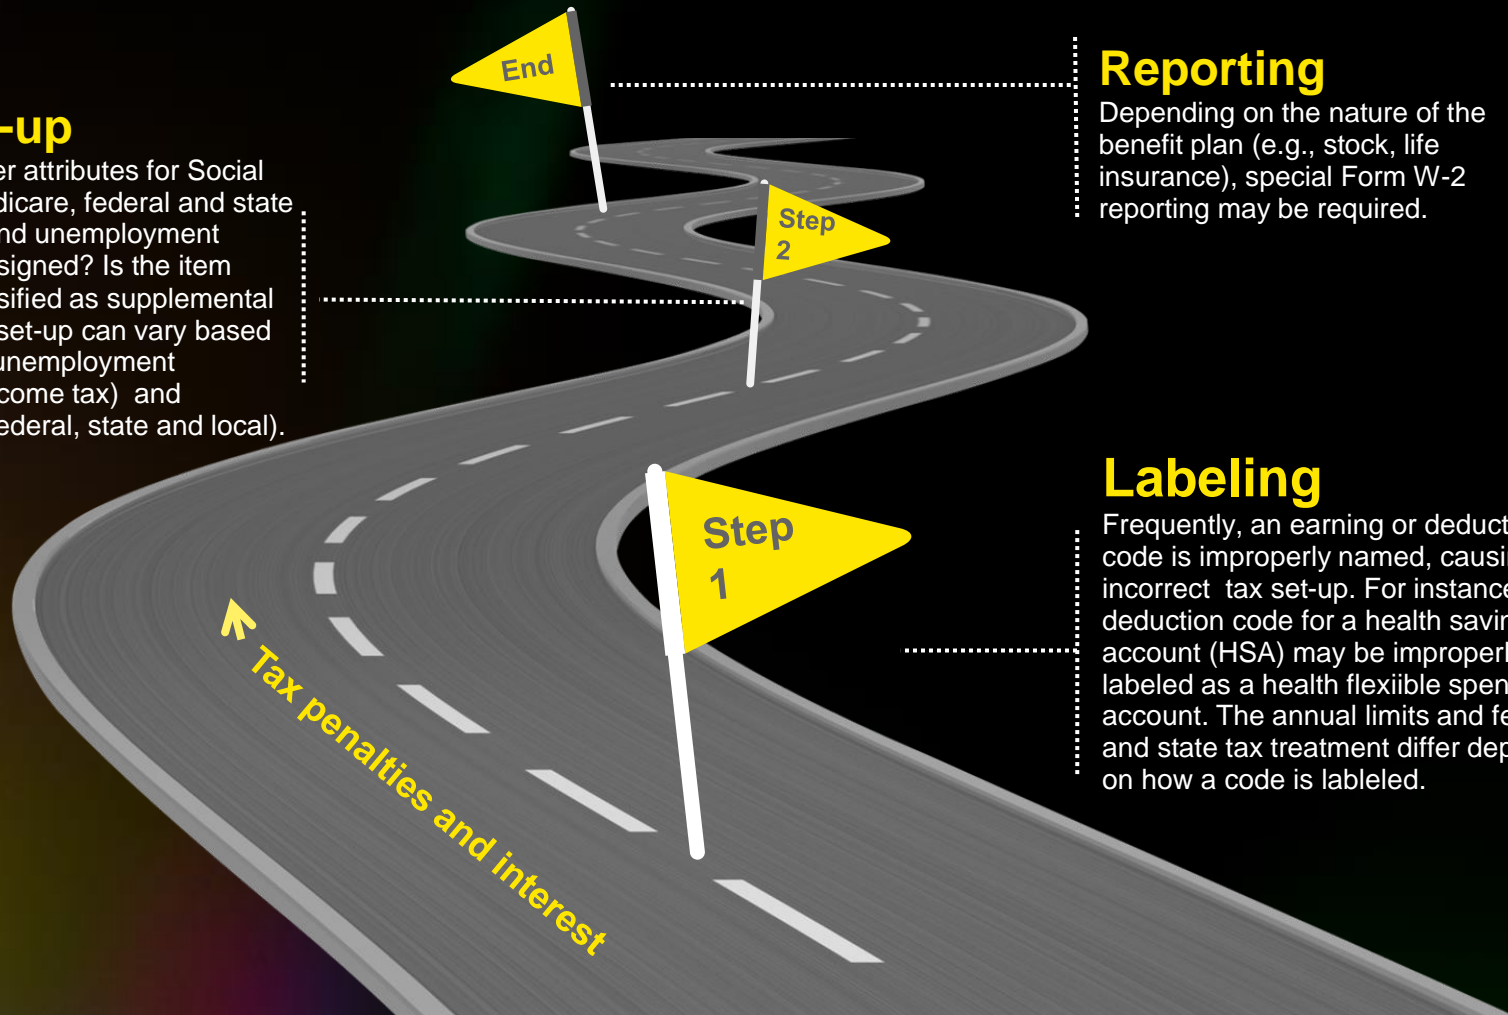 End
Reporting
Depending on the nature of the
benefit plan (e.g., stock, life
insurance), special Form W-2
reporting may be required.
-up
er attributes for Social
dicare, federal and state
nd unemployment
signed? Is the item
sified as supplemental
set-up can vary based
unemployment
come tax)  and
ederal, state and local).
Step
2
Labeling
Frequently, an earning or deduct
code is improperly named, causi
incorrect  tax set-up. For instance
deduction code for a health savin
account (HSA) may be improperl
labeled as a health flexiible spen
account. The annual limits and fe
and state tax treatment differ dep
on how a code is lableled.
Step
1
Tax penalties and interest